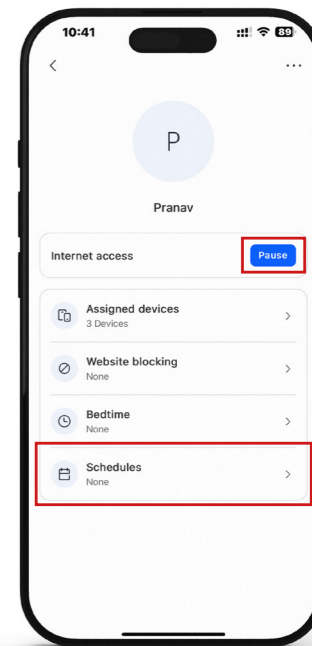 10:41
89
P
Pranav
Internet access
Pause
Assigned devices
3 Devices
Website blocking
None
Bedtime
None
Schedules
None